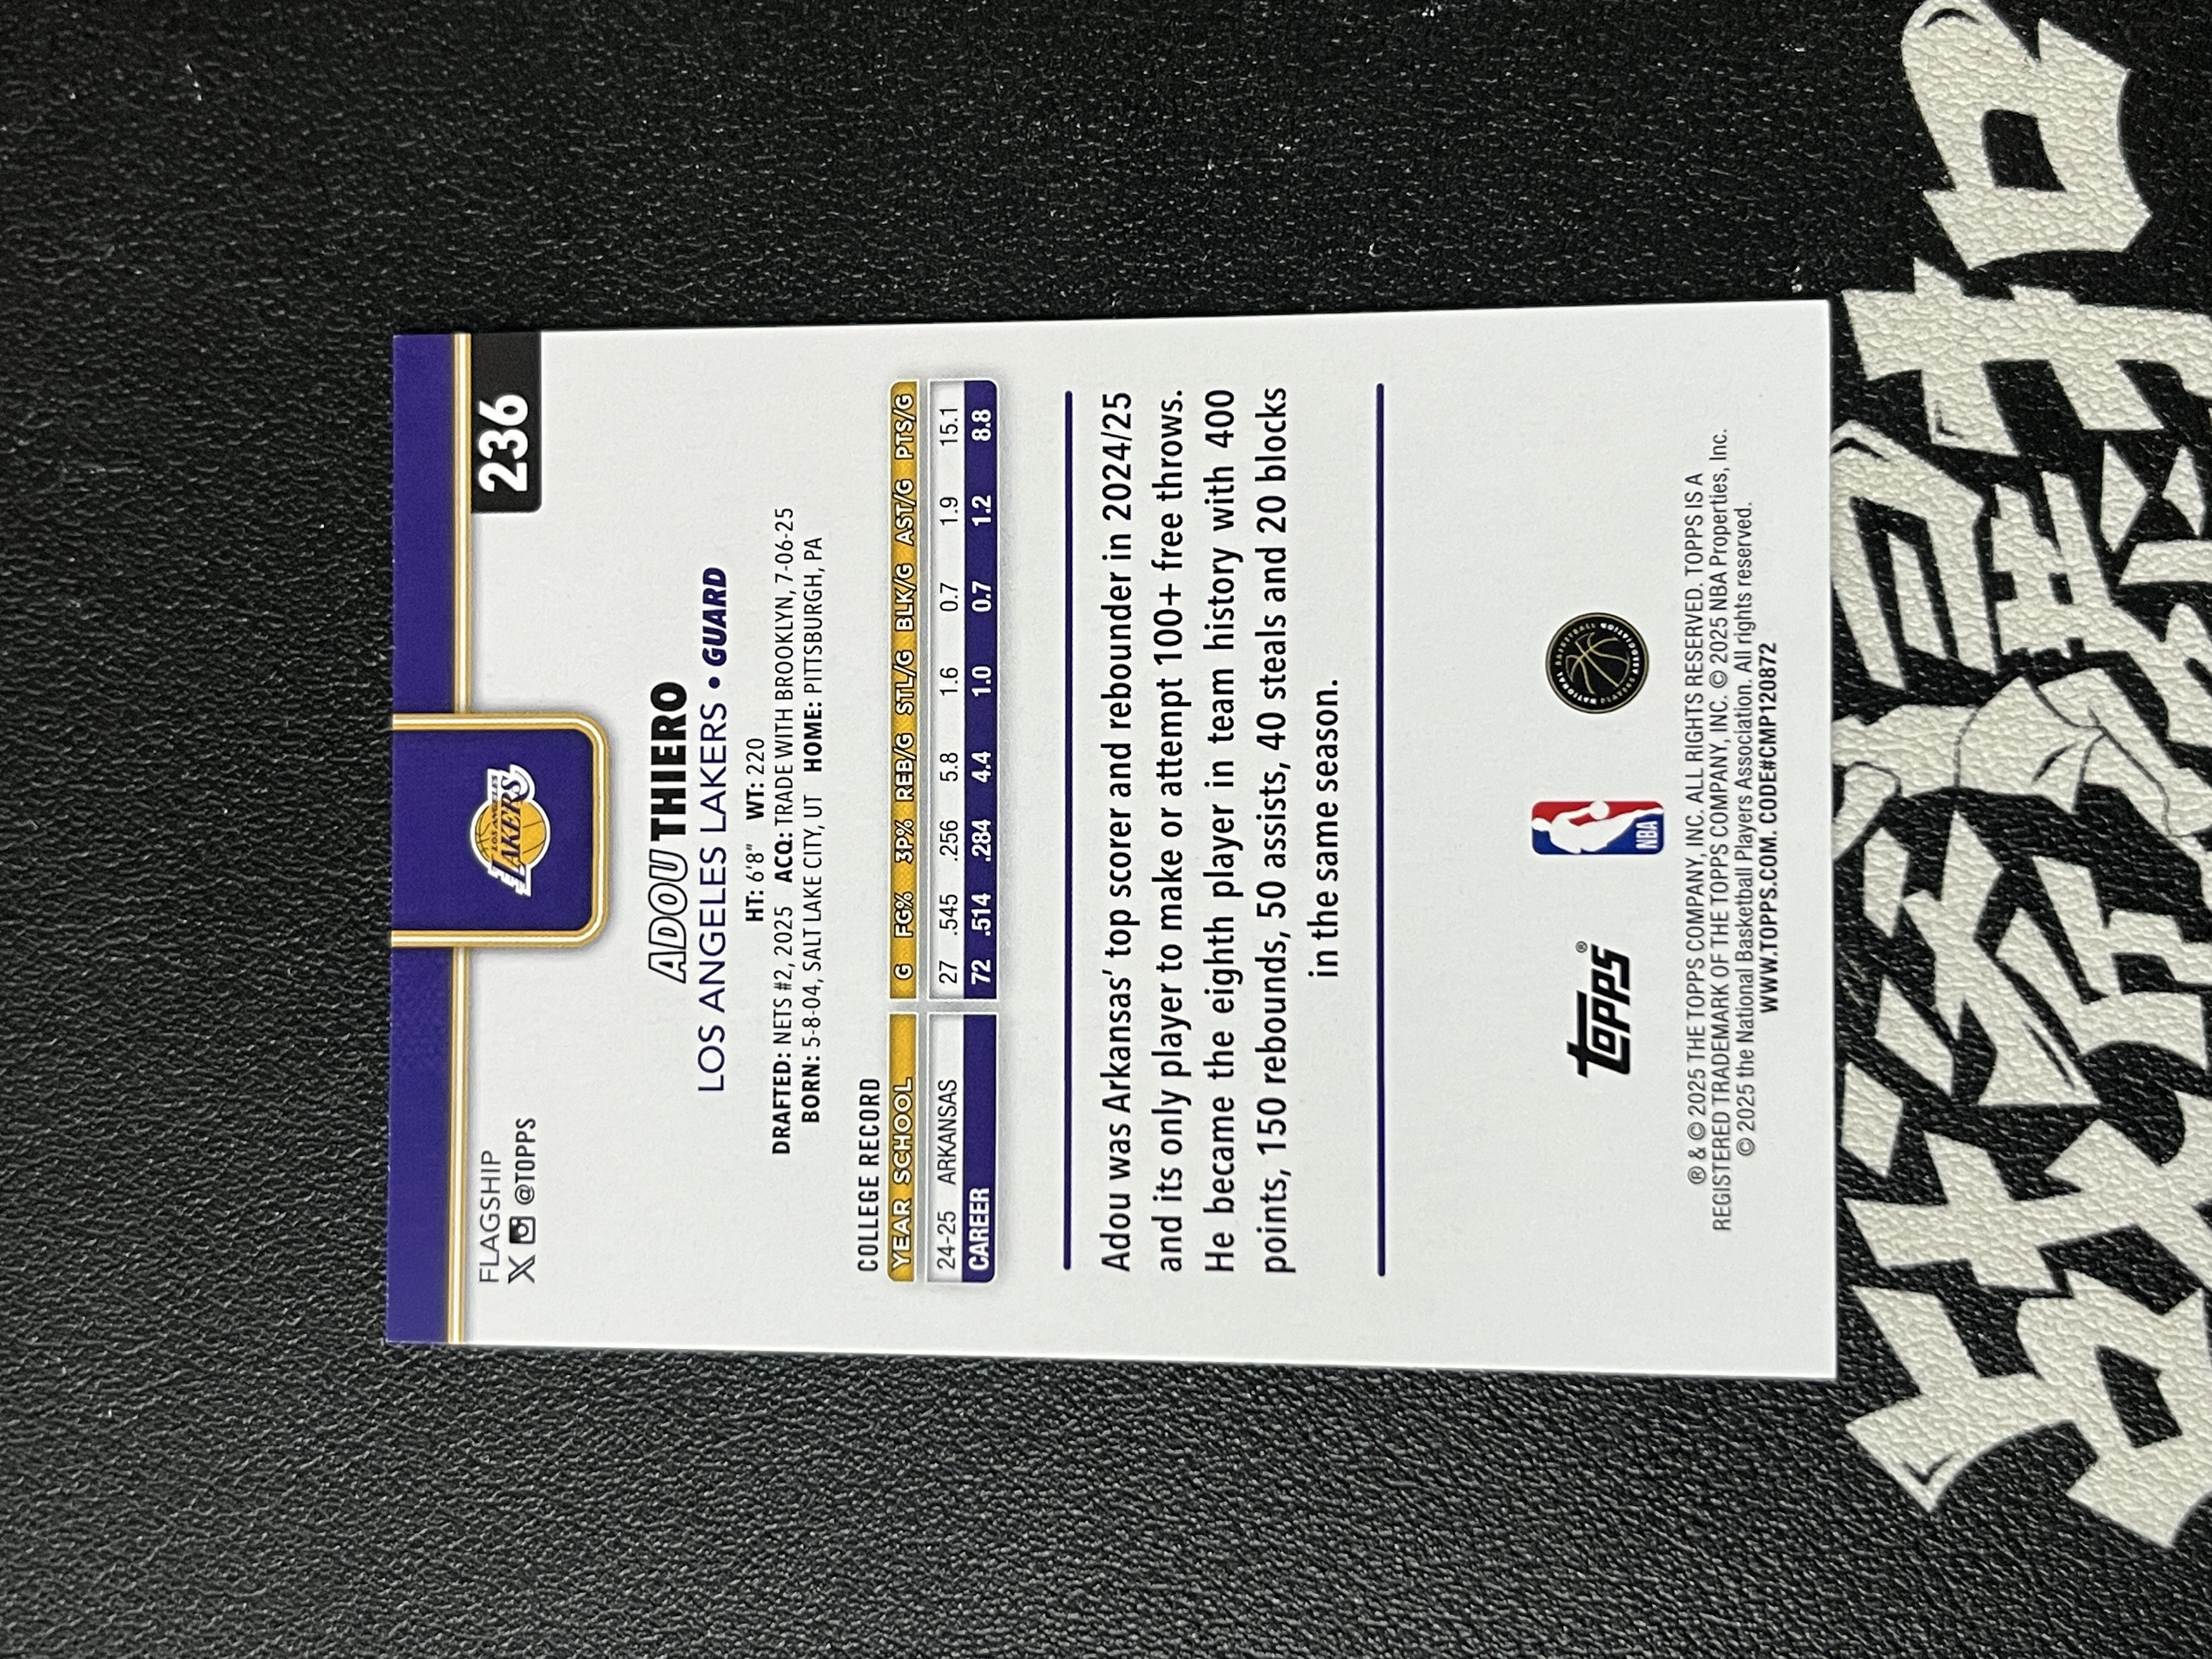 FLAGSHIP
X @TOPPS
236
LOS ANGELES
LAKERS
ADOU THIERO
LOS ANGELES LAKERS • GUARD
HT: 6'8" WT: 220
DRAFTED: NETS #2, 2025 ACQ: TRADE WITH BROOKLYN, 7-06-25
BORN: 5-8-04, SALT LAKE CITY, UT HOME: PITTSBURGH, PA
COLLEGE RECORD
YEAR SCHOOL G FG% 3P% REB/G STL/G BLK/G AST/G PTS/G
24-25 ARKANSAS 27 .545 .256 5.8 1.6 0.7 1.9 15.1
CAREER 72 .514 .284 4.4 1.0 0.7 1.2 8.8
Adou was Arkansas' top scorer and rebounder in 2024/25
and its only player to make or attempt 100+ free throws.
He became the eighth player in team history with 400
points, 150 rebounds, 50 assists, 40 steals and 20 blocks
in the same season.
topps®
NBA
® & © 2025 THE TOPPS COMPANY, INC. ALL RIGHTS RESERVED. TOPPS IS A
REGISTERED TRADEMARK OF THE TOPPS COMPANY, INC. © 2025 NBA Properties, Inc.
© 2025 the National Basketball Players Association. All rights reserved.
WWW.TOPPS.COM. CODE#CMP120872